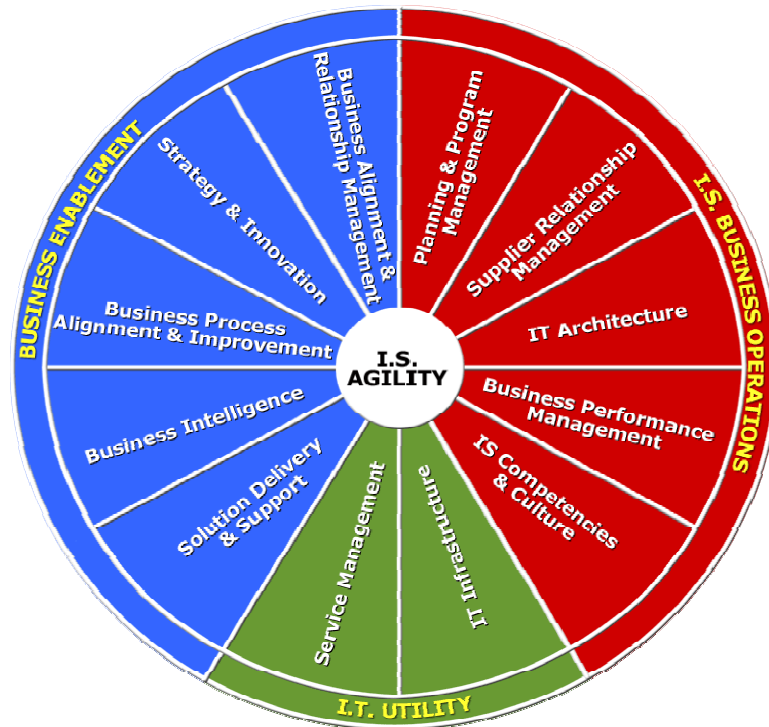 BUSINESS ENABLEMENT
I.S. BUSINESS OPERATIONS
I.T. UTILITY
I.S.
AGILITY
Business Alignment &
Relationship Management
Planning & Program
Management
Supplier Relationship
Management
IT Architecture
Business Performance
Management
IS Competencies
& Culture
IT Infrastructure
Service Management
Solution Delivery
& Support
Business Intelligence
Business Process
Alignment & Improvement
Strategy & Innovation